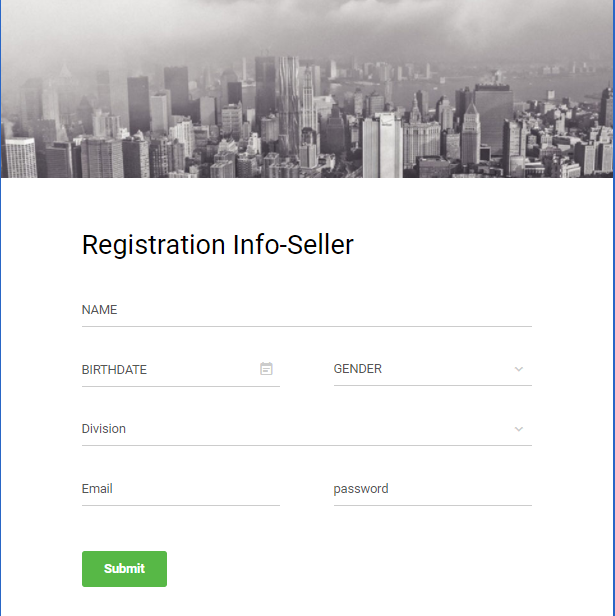 Registration Info-Seller
NAME
BIRTHDATE
GENDER
Division
Email
password
Submit